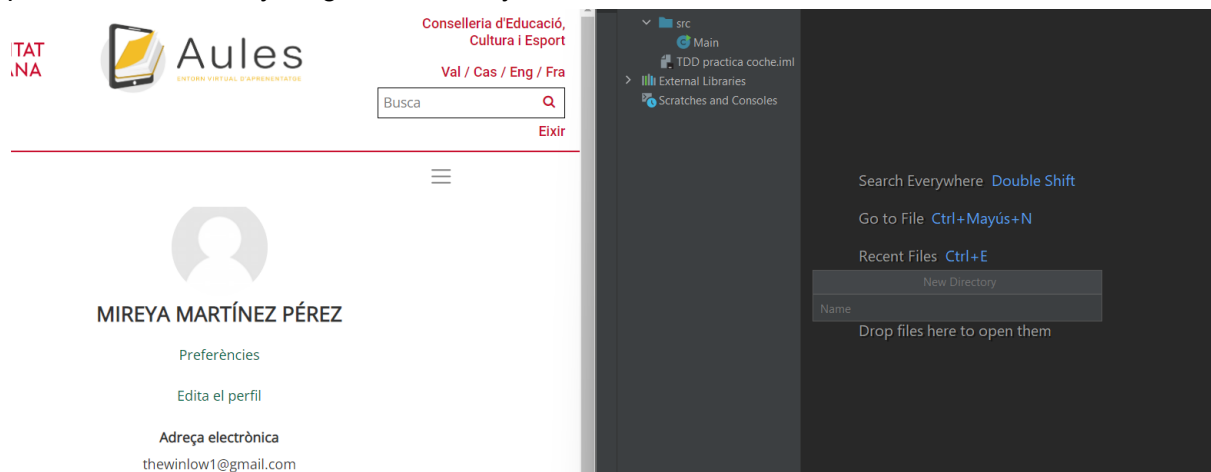 Conselleria d'Educació,
Cultura i Esport
TAT
NA
Aules
ENTORN VIRTUAL D'APRENENTATGE
Val / Cas / Eng / Fra
Busca
Eixir
MIREYA MARTÍNEZ PÉREZ
Preferències
Edita el perfil
Adreça electrònica
thewinlow1@gmail.com
src
Main
TDD practica coche.iml
External Libraries
Scratches and Consoles
Search Everywhere Double Shift
Go to File Ctrl+Mayús+N
Recent Files Ctrl+E
New Directory
Name
Drop files here to open them